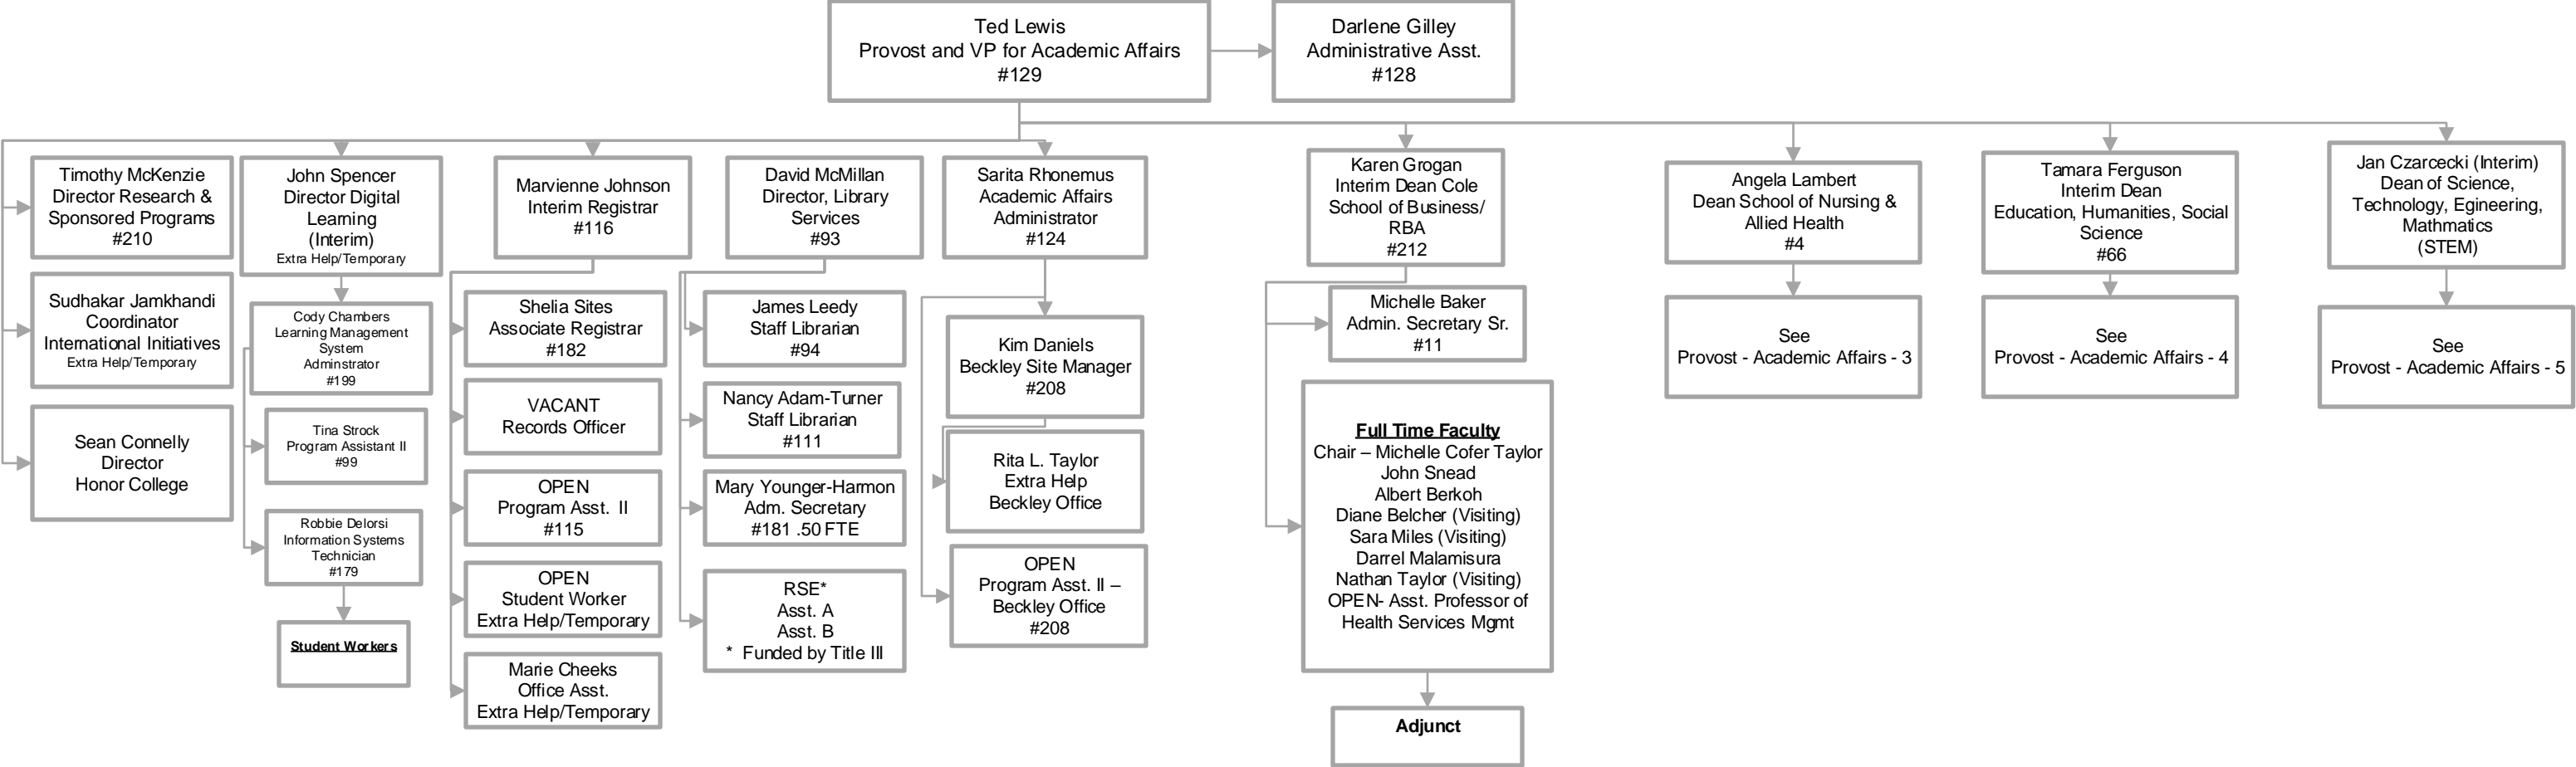 Ted Lewis
Provost and VP for Academic Affairs
#129
Darlene Gilley
Administrative Asst.
#128
Timothy McKenzie
Director Research &
Sponsored Programs
#210
Sudhakar Jamkhandi
Coordinator
International Initiatives
Extra Help/Temporary
Sean Connelly
Director
Honor College
John Spencer
Director Digital
Learning
(Interim)
Extra Help/Temporary
Cody Chambers
Learning Management
System
Adminstrator
#199
Tina Strock
Program Assistant II
#99
Robbie Delorsi
Information Systems
Technician
#179
Student Workers
Marvienne Johnson
Interim Registrar
#116
Shelia Sites
Associate Registrar
#182
VACANT
Records Officer
OPEN
Program Asst. II
#115
OPEN
Student Worker
Extra Help/Temporary
Marie Cheeks
Office Asst.
Extra Help/Temporary
David McMillan
Director, Library
Services
#93
James Leedy
Staff Librarian
#94
Nancy Adam-Turner
Staff Librarian
#111
Mary Younger-Harmon
Adm. Secretary
#181 .50 FTE
RSE*
Asst. A
Asst. B
* Funded by Title III
Sarita Rhonemus
Academic Affairs
Administrator
#124
Kim Daniels
Beckley Site Manager
#208
Rita L. Taylor
Extra Help
Beckley Office
OPEN
Program Asst. II –
Beckley Office
#208
Karen Grogan
Interim Dean Cole
School of Business/
RBA
#212
Michelle Baker
Admin. Secretary Sr.
#11
Full Time Faculty
Chair – Michelle Cofer Taylor
John Snead
Albert Berkoh
Diane Belcher (Visiting)
Sara Miles (Visiting)
Darrel Malamisura
Nathan Taylor (Visiting)
OPEN- Asst. Professor of
Health Services Mgmt
Adjunct
Angela Lambert
Dean School of Nursing &
Allied Health
#4
See
Provost - Academic Affairs - 3
Tamara Ferguson
Interim Dean
Education, Humanities, Social
Science
#66
See
Provost - Academic Affairs - 4
Jan Czarcecki (Interim)
Dean of Science,
Technology, Egineering,
Mathmatics
(STEM)
See
Provost - Academic Affairs - 5